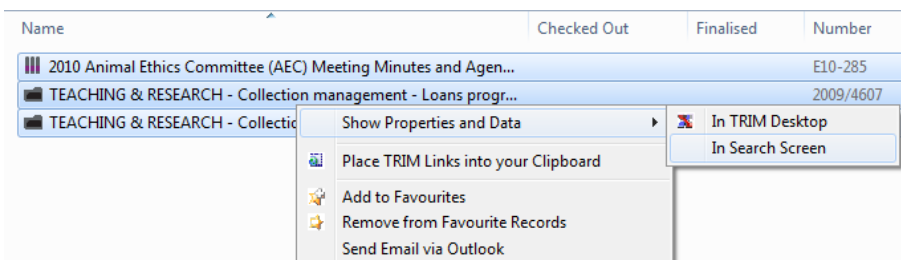 Name Checked Out Finalised Number
2010 Animal Ethics Committee (AEC) Meeting Minutes and Agen... E10-285
TEACHING & RESEARCH - Collection management - Loans progr... 2009/4607
TEACHING & RESEARCH - Collectic
Show Properties and Data
In TRIM Desktop
In Search Screen
Place TRIM Links into your Clipboard
Add to Favourites
Remove from Favourite Records
Send Email via Outlook